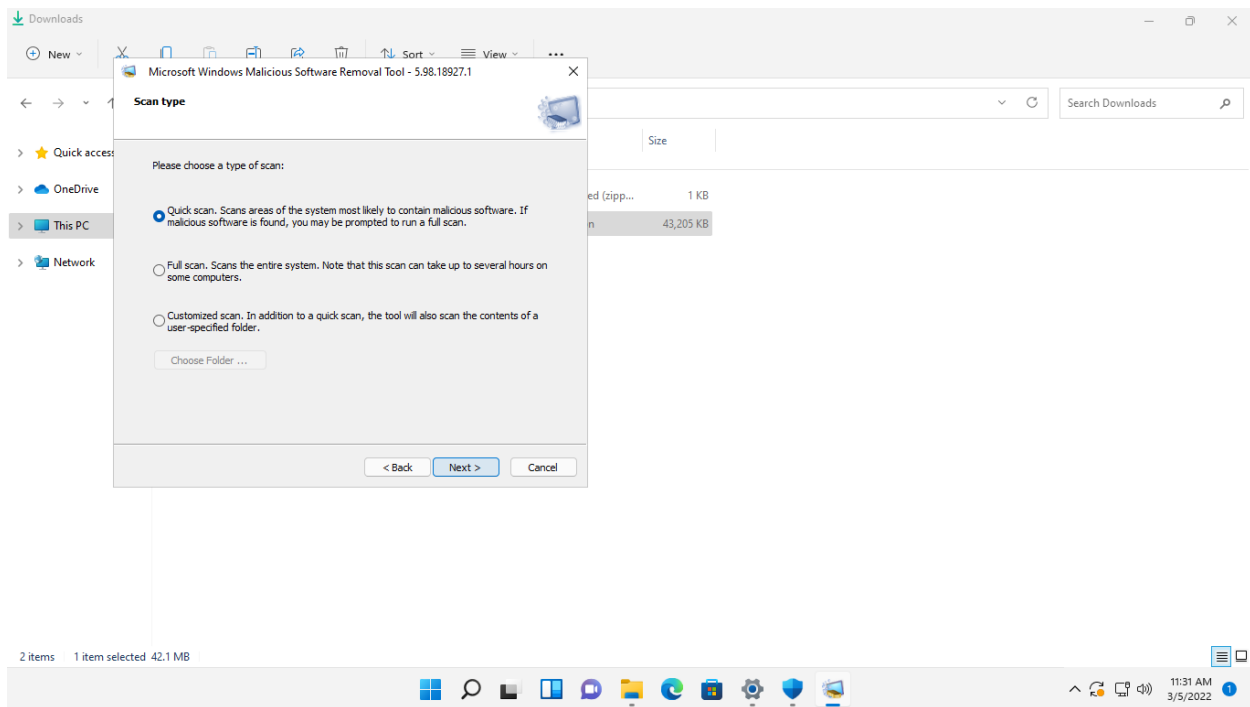 Downloads
New
Sort
View
Microsoft Windows Malicious Software Removal Tool - 5.98.18927.1
Scan type
Search Downloads
Size
Quick access
Please choose a type of scan:
OneDrive
ed (zipp...
1 KB
Quick scan. Scans areas of the system most likely to contain malicious software. If
malicious software is found, you may be prompted to run a full scan.
This PC
n
43,205 KB
Network
Full scan. Scans the entire system. Note that this scan can take up to several hours on
some computers.
Customized scan. In addition to a quick scan, the tool will also scan the contents of a
user-specified folder.
Choose Folder ...
< Back
Next >
Cancel
2 items
1 item selected 42.1 MB
11:31 AM
3/5/2022
1